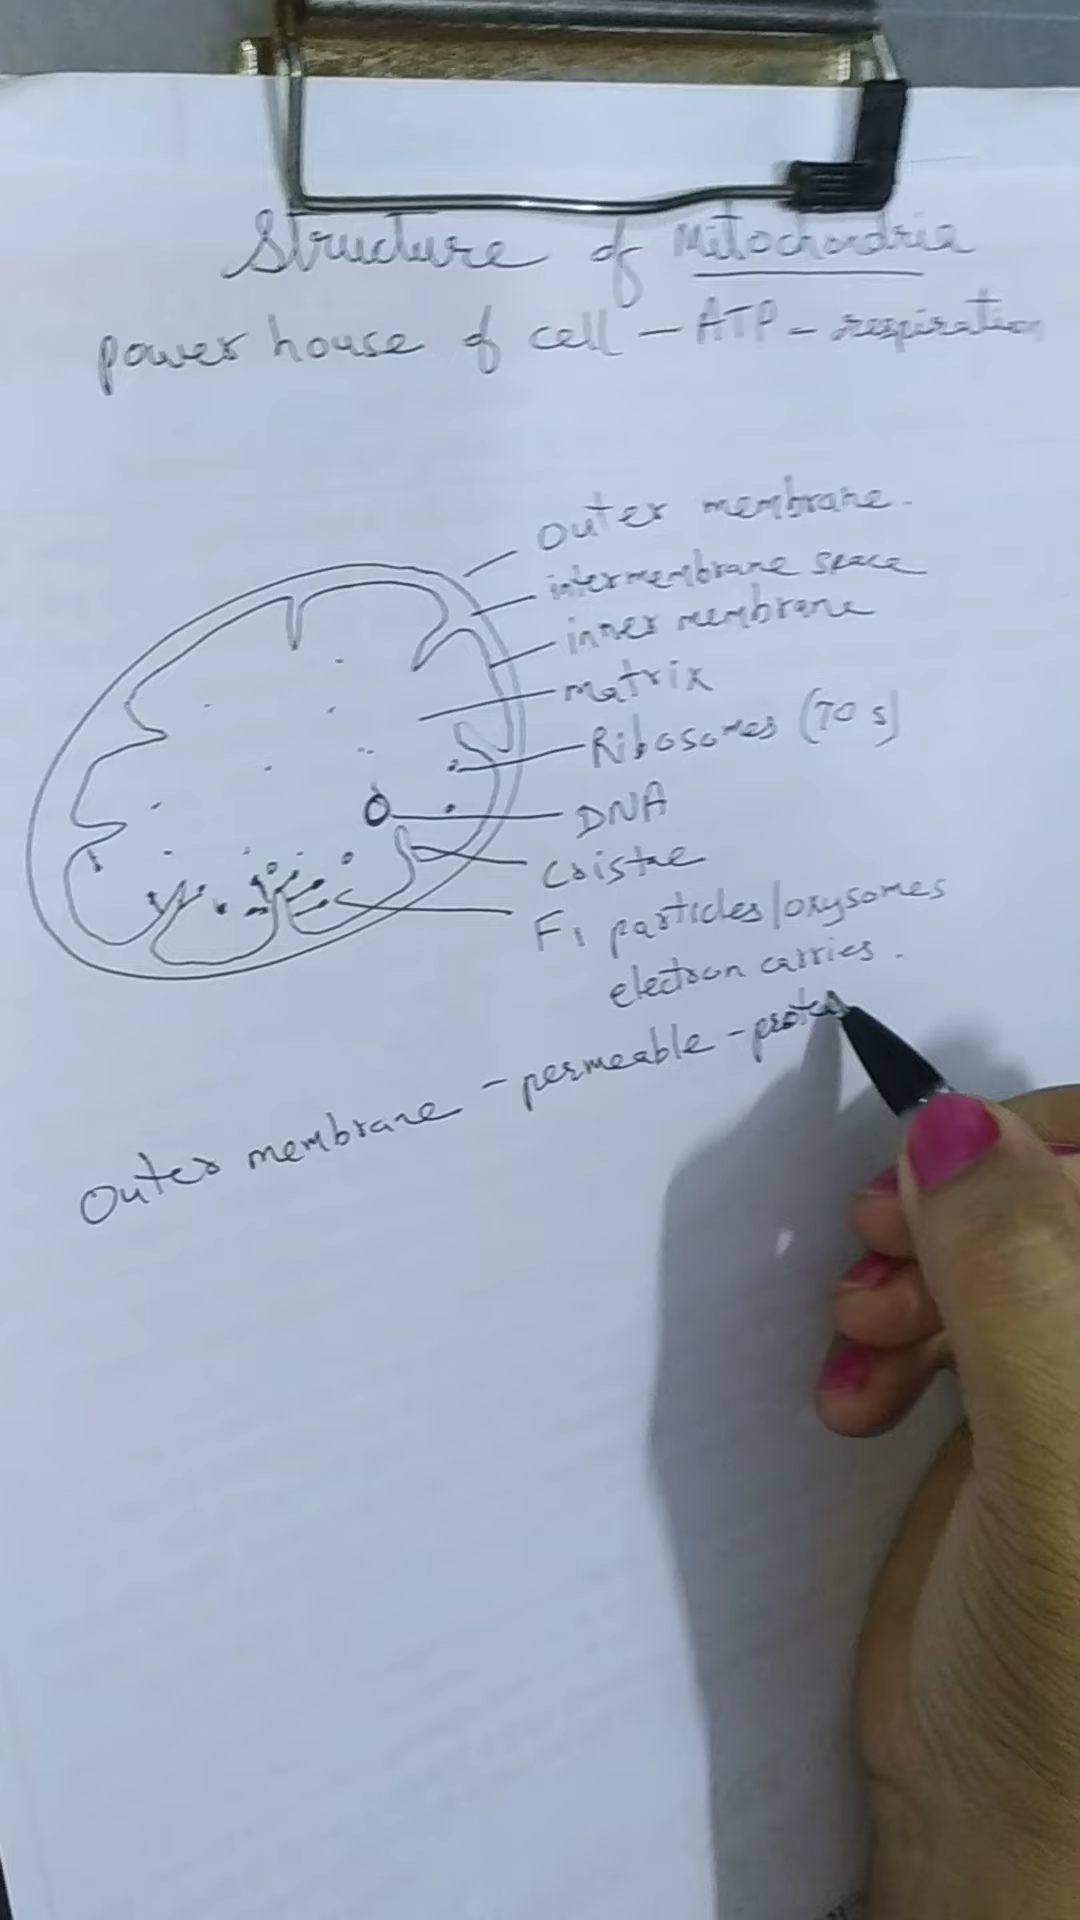 Structure of Mitochondria
power house of cell - ATP - respiration
outer membrane.
intermembrane space
inner membrane
matrix
Ribosomes (70 s)
DNA
cristae
F1 particles/oxysomes
electron carries.
Outer membrane - permeable - protei